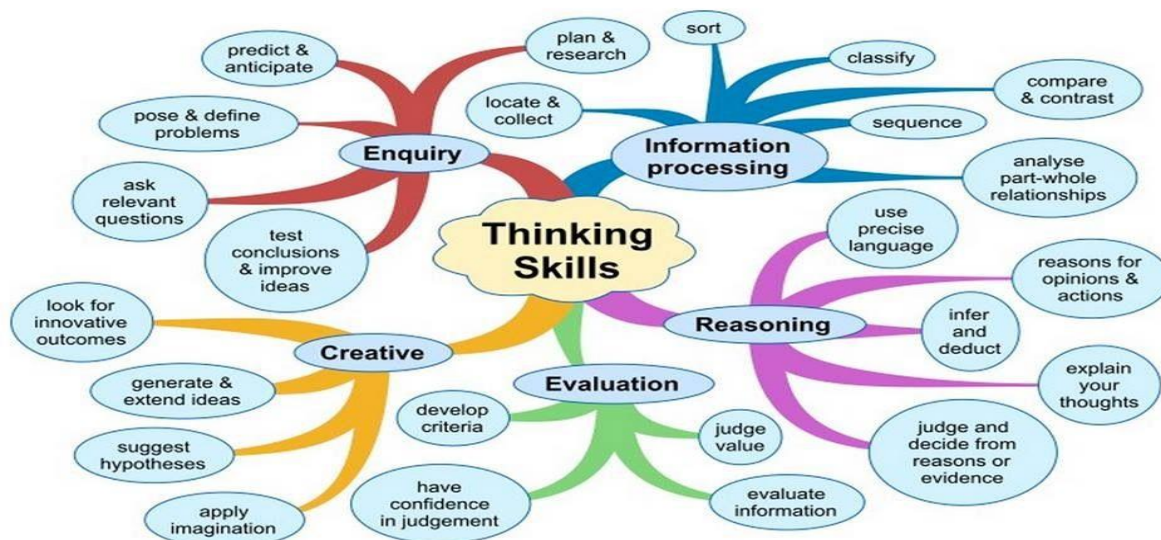 Thinking
Skills
Enquiry
predict &
anticipate
plan &
research
pose & define
problems
ask
relevant
questions
test
conclusions
& improve
ideas
Information
processing
sort
classify
locate &
collect
compare
& contrast
sequence
analyse
part-whole
relationships
Reasoning
use
precise
language
reasons for
opinions &
actions
infer
and
deduct
explain
your
thoughts
judge and
decide from
reasons or
evidence
Evaluation
develop
criteria
judge
value
have
confidence
in judgement
evaluate
information
Creative
look for
innovative
outcomes
generate &
extend ideas
suggest
hypotheses
apply
imagination